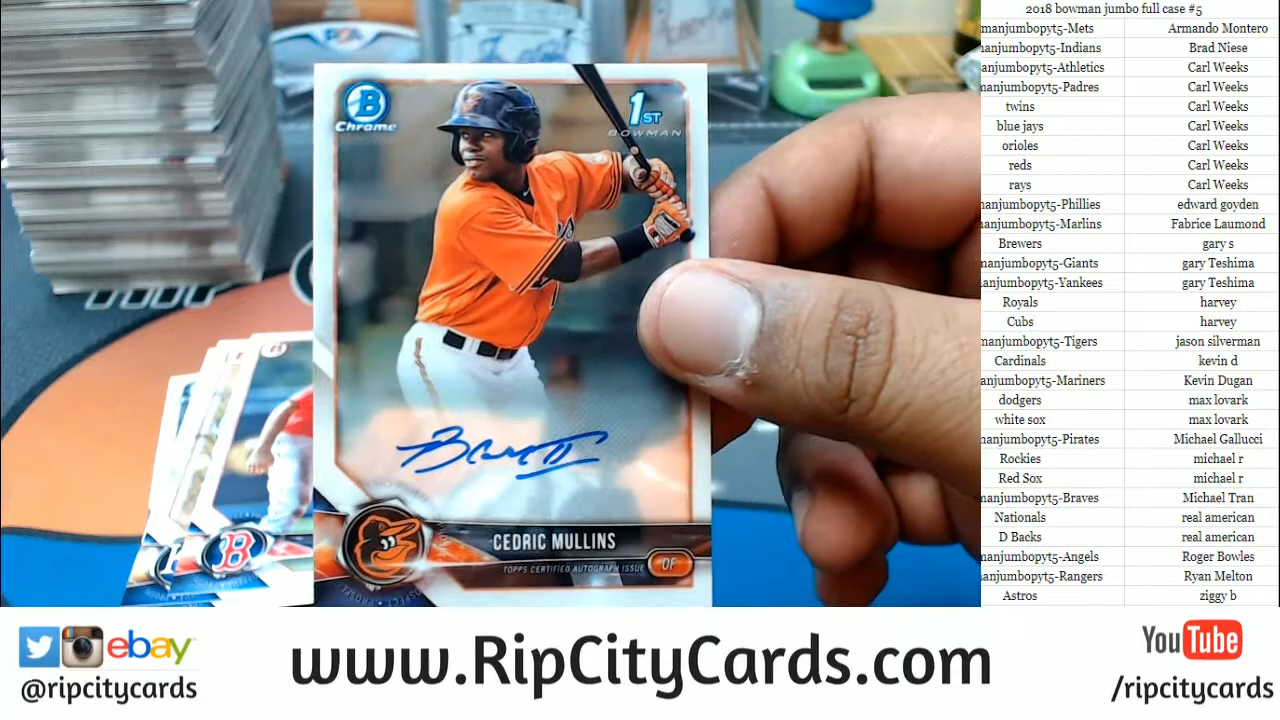 2018 bowman jumbo full case #5
manjumbopyt5-Mets Armando Montero
manjumbopyt5-Indians Brad Niese
anjumbopyt5-Athletics Carl Weeks
manjumbopyt5-Padres Carl Weeks
twins Carl Weeks
blue jays Carl Weeks
orioles Carl Weeks
reds Carl Weeks
rays Carl Weeks
manjumbopyt5-Phillies edward goyden
manjumbopyt5-Marlins Fabrice Laumond
Brewers gary s
manjumbopyt5-Giants gary Teshima
manjumbopyt5-Yankees gary Teshima
Royals harvey
Cubs harvey
manjumbopyt5-Tigers jason silverman
Cardinals kevin d
anjumbopyt5-Mariners Kevin Dugan
dodgers max lovark
white sox max lovark
manjumbopyt5-Pirates Michael Gallucci
Rockies michael r
Red Sox michael r
manjumbopyt5-Braves Michael Tran
Nationals real american
D Backs real american
manjumbopyt5-Angels Roger Bowles
manjumbopyt5-Rangers Ryan Melton
Astros ziggy b
B
Chrome
1ST
BOWMAN
CEDRIC MULLINS
TOPPS CERTIFIED AUTOGRAPH ISSUE
OF
B
ebay
@ripcitycards
www.RipCityCards.com
YouTube
/ripcitycards